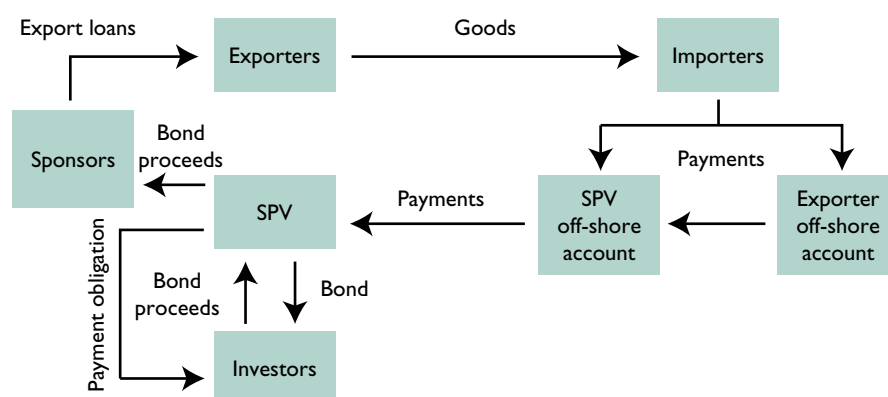 Export loans
Exporters
Goods
Importers
Sponsors
Bond
proceeds
SPV
Payments
SPV
off-shore
account
Payments
Exporter
off-shore
account
Payment obligation
Bond
proceeds
Bond
Investors